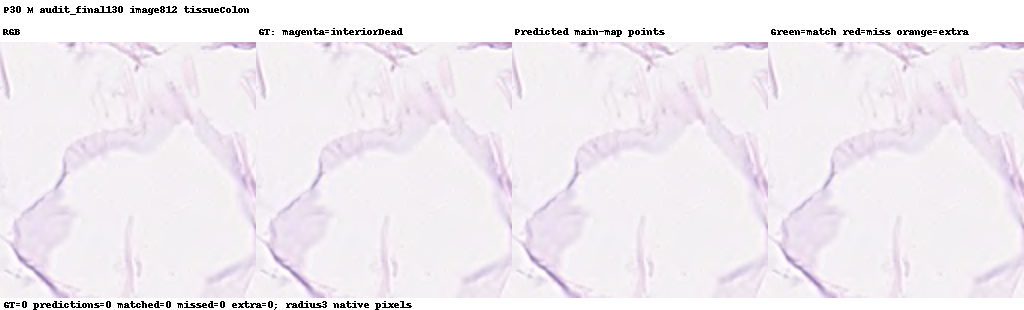 P30 M audit_final130 image812 tissueColon
RGB
GT: magenta=interiorDead
Predicted main-map points
Green=match red=miss orange=extra
GT=0 predictions=0 matched=0 missed=0 extra=0; radius3 native pixels